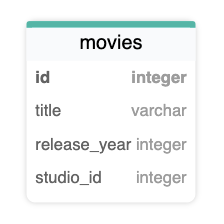 movies
id integer
title varchar
release_year integer
studio_id integer